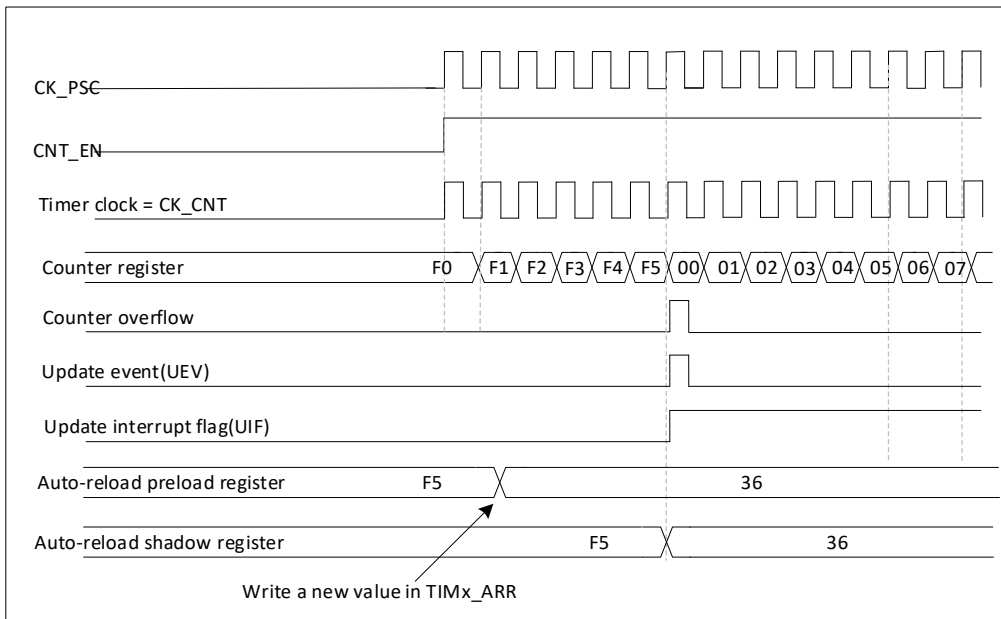 CK_PSC
CNT_EN
Timer clock = CK_CNT
Counter register F0 F1 F2 F3 F4 F5 00 01 02 03 04 05 06 07
Counter overflow
Update event(UEV)
Update interrupt flag(UIF)
Auto-reload preload register F5 36
Auto-reload shadow register F5 36
Write a new value in TIMx_ARR